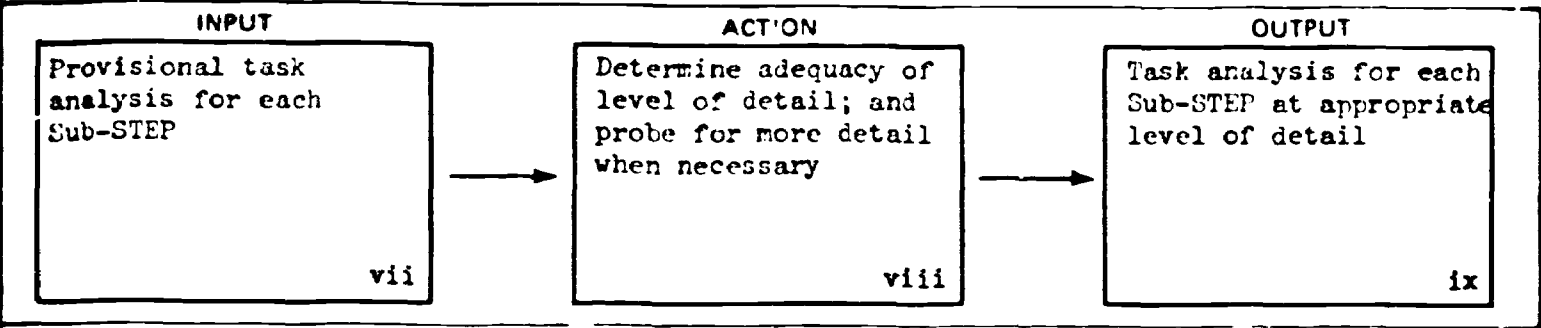 INPUT
Provisional task
analysis for each
Sub-STEP
vii
ACT'ON
Determine adequacy of
level of detail; and
probe for more detail
when necessary
viii
OUTPUT
Task analysis for each
Sub-STEP at appropriate
level of detail
ix